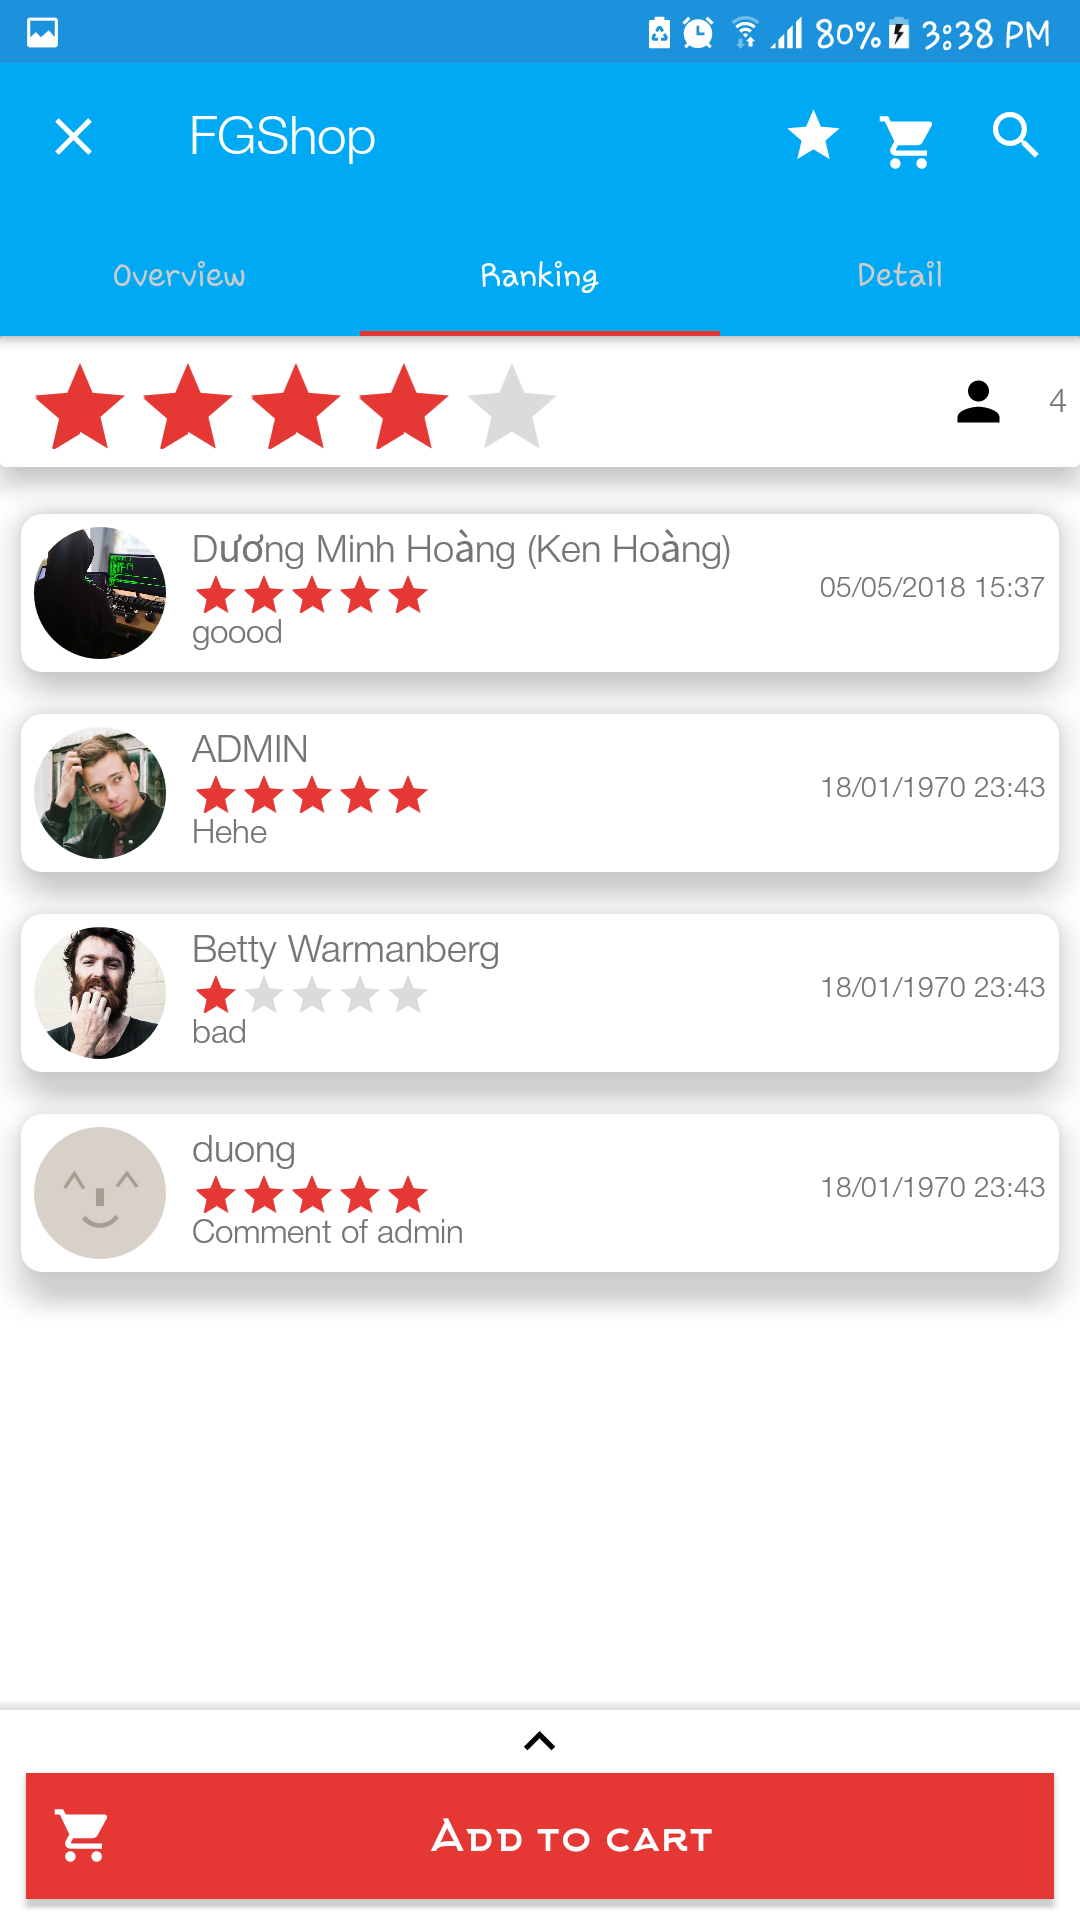 80% 3:38 PM
FGShop
Overview Ranking Detail
4
Dương Minh Hoàng (Ken Hoàng)
05/05/2018 15:37
goood
ADMIN
18/01/1970 23:43
Hehe
Betty Warmanberg
18/01/1970 23:43
bad
duong
18/01/1970 23:43
Comment of admin
Add to cart